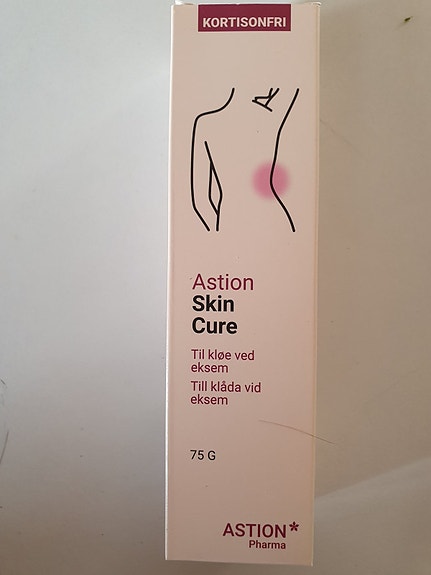 KORTISONFRI
Astion
Skin
Cure
Til kløe ved
eksem
Till klåda vid
eksem
75 G
ASTION*
Pharma